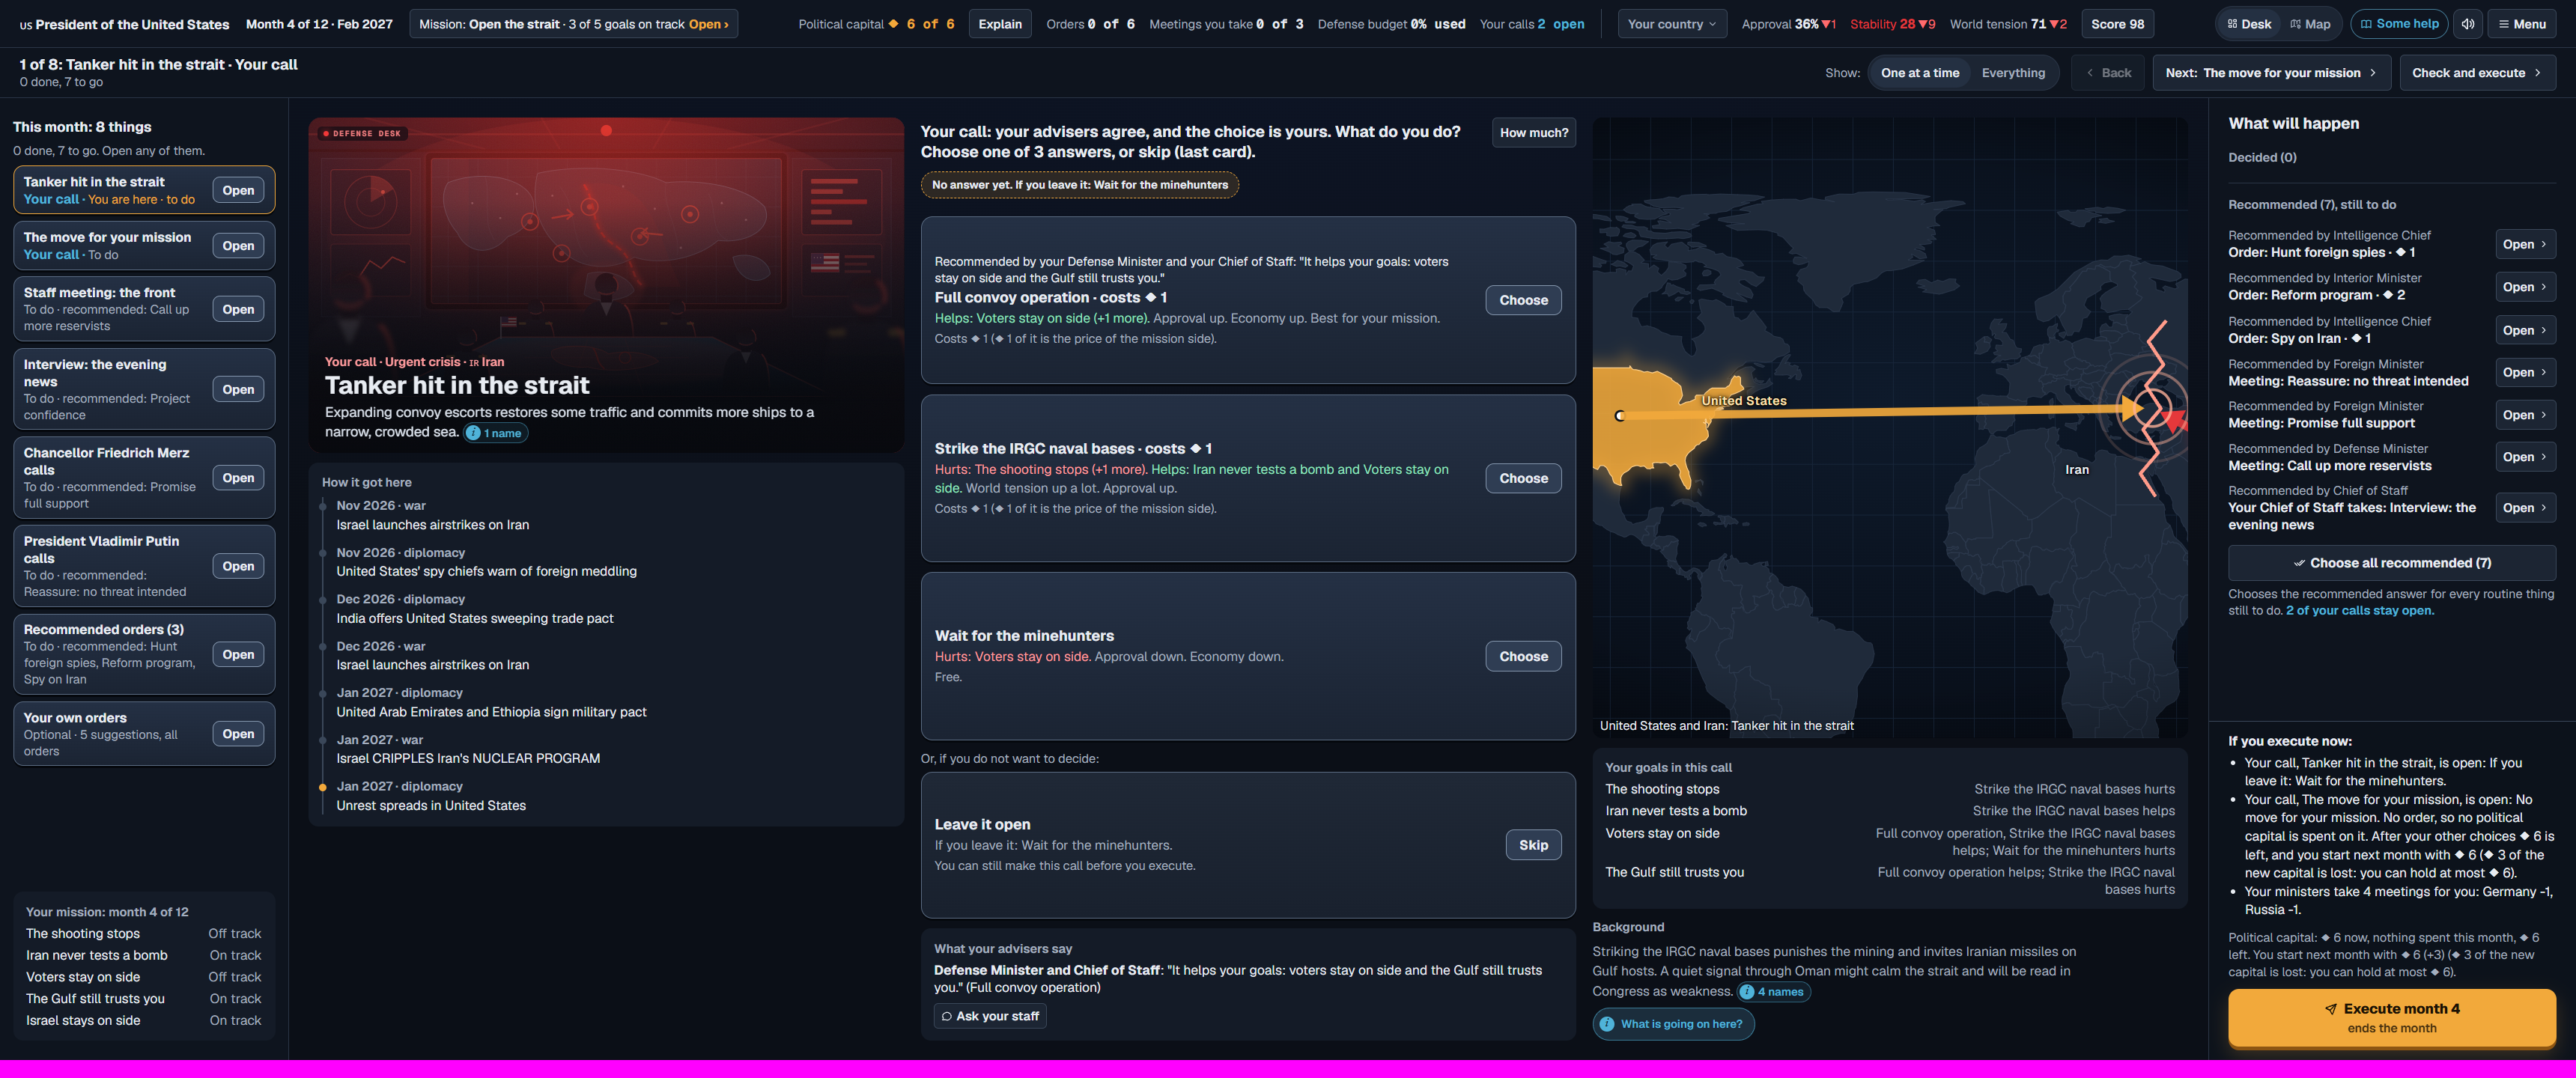 US President of the United States
Month 4 of 12 · Feb 2027
Mission: Open the strait · 3 of 5 goals on track Open ›
Political capital ◆ 6 of 6
Explain
Orders 0 of 6
Meetings you take 0 of 3
Defense budget 0% used
Your calls 2 open
Your country
Approval 36% ▼1
Stability 28 ▼9
World tension 71 ▼2
Score 98
Desk
Map
Some help
Menu
1 of 8: Tanker hit in the strait · Your call
0 done, 7 to go
Show:
One at a time
Everything
Back
Next: The move for your mission
Check and execute
This month: 8 things
0 done, 7 to go. Open any of them.
Tanker hit in the strait
Your call · You are here · to do
Open
The move for your mission
Your call · To do
Open
Staff meeting: the front
To do · recommended: Call up
more reservists
Open
Interview: the evening
news
To do · recommended: Project
confidence
Open
Chancellor Friedrich Merz
calls
To do · recommended: Promise
full support
Open
President Vladimir Putin
calls
To do · recommended:
Reassure: no threat intended
Open
Recommended orders (3)
To do · recommended: Hunt
foreign spies, Reform program,
Spy on Iran
Open
Your own orders
Optional · 5 suggestions, all
orders
Open
Your mission: month 4 of 12
The shooting stops Off track
Iran never tests a bomb On track
Voters stay on side Off track
The Gulf still trusts you On track
Israel stays on side On track
DEFENSE DESK
Your call · Urgent crisis · IR Iran
Tanker hit in the strait
Expanding convoy escorts restores some traffic and commits more ships to a
narrow, crowded sea. i 1 name
How it got here
Nov 2026 · war
Israel launches airstrikes on Iran
Nov 2026 · diplomacy
United States' spy chiefs warn of foreign meddling
Dec 2026 · diplomacy
India offers United States sweeping trade pact
Dec 2026 · war
Israel launches airstrikes on Iran
Jan 2027 · diplomacy
United Arab Emirates and Ethiopia sign military pact
Jan 2027 · war
Israel CRIPPLES Iran's NUCLEAR PROGRAM
Jan 2027 · diplomacy
Unrest spreads in United States
Your call: your advisers agree, and the choice is yours. What do you do?
Choose one of 3 answers, or skip (last card).
How much?
No answer yet. If you leave it: Wait for the minehunters
Recommended by your Defense Minister and your Chief of Staff: "It helps your goals: voters
stay on side and the Gulf still trusts you."
Full convoy operation · costs ◆ 1
Helps: Voters stay on side (+1 more). Approval up. Economy up. Best for your mission.
Costs ◆ 1 (◆ 1 of it is the price of the mission side).
Choose
Strike the IRGC naval bases · costs ◆ 1
Hurts: The shooting stops (+1 more). Helps: Iran never tests a bomb and Voters stay on
side. World tension up a lot. Approval up.
Costs ◆ 1 (◆ 1 of it is the price of the mission side).
Choose
Wait for the minehunters
Hurts: Voters stay on side. Approval down. Economy down.
Free.
Choose
Or, if you do not want to decide:
Leave it open
If you leave it: Wait for the minehunters.
You can still make this call before you execute.
Skip
What your advisers say
Defense Minister and Chief of Staff: "It helps your goals: voters stay on side and the Gulf still trusts
you." (Full convoy operation)
Ask your staff
United States
Iran
United States and Iran: Tanker hit in the strait
Your goals in this call
The shooting stops Strike the IRGC naval bases hurts
Iran never tests a bomb Strike the IRGC naval bases helps
Voters stay on side Full convoy operation, Strike the IRGC naval bases
helps; Wait for the minehunters hurts
The Gulf still trusts you Full convoy operation helps; Strike the IRGC naval
bases hurts
Background
Striking the IRGC naval bases punishes the mining and invites Iranian missiles on
Gulf hosts. A quiet signal through Oman might calm the strait and will be read in
Congress as weakness. i 4 names
i What is going on here?
What will happen
Decided (0)
Recommended (7), still to do
Recommended by Intelligence Chief
Order: Hunt foreign spies · ◆ 1
Open ›
Recommended by Interior Minister
Order: Reform program · ◆ 2
Open ›
Recommended by Intelligence Chief
Order: Spy on Iran · ◆ 1
Open ›
Recommended by Foreign Minister
Meeting: Reassure: no threat intended
Open ›
Recommended by Foreign Minister
Meeting: Promise full support
Open ›
Recommended by Defense Minister
Meeting: Call up more reservists
Open ›
Recommended by Chief of Staff
Your Chief of Staff takes: Interview: the
evening news
Open ›
Choose all recommended (7)
Chooses the recommended answer for every routine thing
still to do. 2 of your calls stay open.
If you execute now:
• Your call, Tanker hit in the strait, is open: If you
leave it: Wait for the minehunters.
• Your call, The move for your mission, is open: No
move for your mission. No order, so no political
capital is spent on it. After your other choices ◆ 6 is
left, and you start next month with ◆ 6 (◆ 3 of the
new capital is lost: you can hold at most ◆ 6).
• Your ministers take 4 meetings for you: Germany -1,
Russia -1.
Political capital: ◆ 6 now, nothing spent this month, ◆ 6
left. You start next month with ◆ 6 (+3) (◆ 3 of the new
capital is lost: you can hold at most ◆ 6).
Execute month 4
ends the month